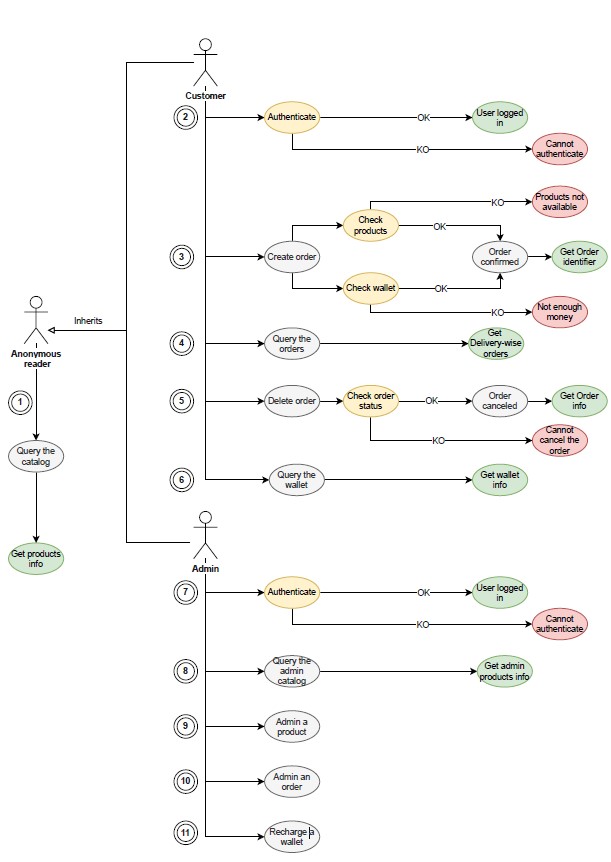 Customer
2
Authenticate
OK
User logged
in
KO
Cannot
authenticate
KO
Products not
available
Check
products
OK
3
Create order
Order
confirmed
Get Order
identifier
Check wallet
OK
KO
Not enough
money
Inherits
Anonymous
reader
4
Query the
orders
Get
Delivery-wise
orders
1
5
Delete order
Check order
status
OK
Order
canceled
Get Order
info
KO
Cannot
cancel the
order
Query the
catalog
6
Query the
wallet
Get wallet
info
Get products
info
Admin
7
Authenticate
OK
User logged
in
KO
Cannot
authenticate
8
Query the
admin
catalog
Get admin
products info
9
Admin a
product
10
Admin an
order
11
Recharge a
wallet